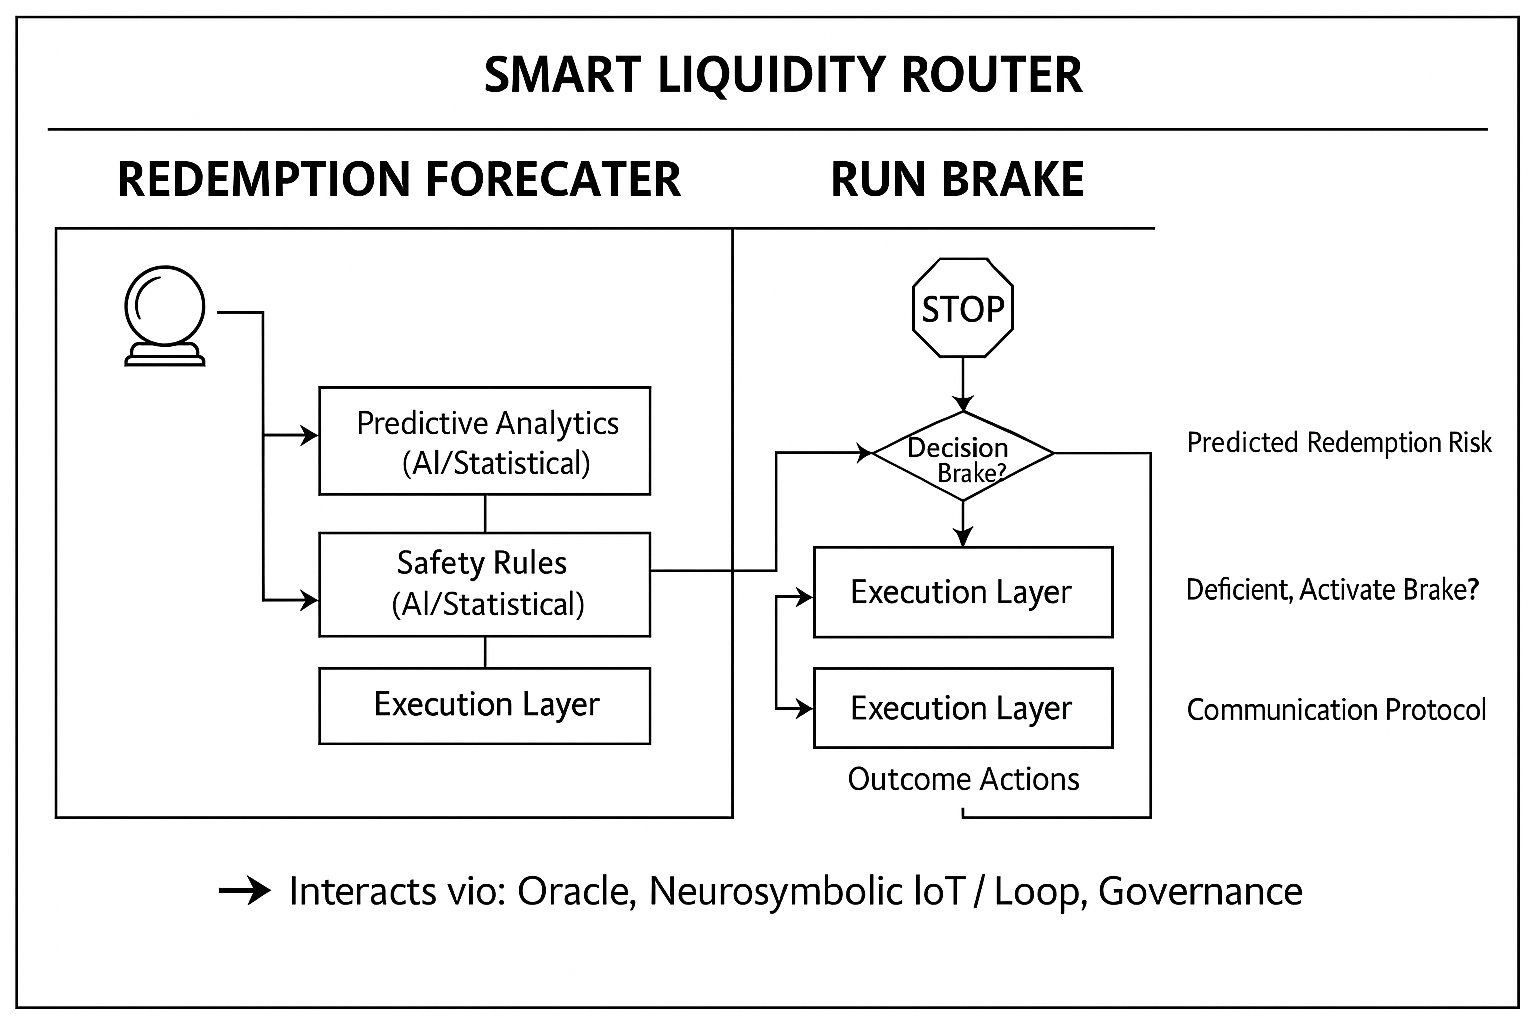 SMART LIQUIDITY ROUTER
REDEMPTION FORECATER
RUN BRAKE
Predictive Analytics
(AI/Statistical)
Safety Rules
(AI/Statistical)
Execution Layer
STOP
Decision
Brake?
Execution Layer
Execution Layer
Outcome Actions
Predicted Redemption Risk
Deficient, Activate Brake?
Communication Protocol
Interacts vio: Oracle, Neurosymbolic IoT / Loop, Governance